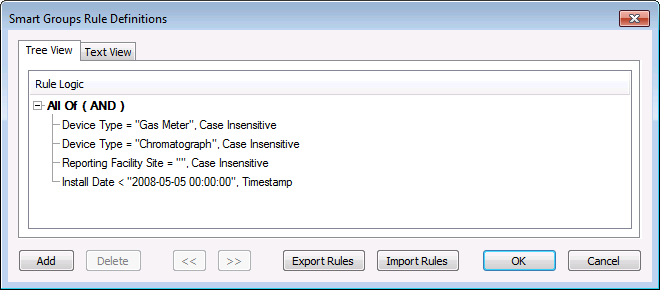 Smart Groups Rule Definitions
Tree View
Text View
Rule Logic
All Of ( AND )
Device Type = "Gas Meter", Case Insensitive
Device Type = "Chromatograph", Case Insensitive
Reporting Facility Site = "", Case Insensitive
Install Date < "2008-05-05 00:00:00", Timestamp
Add
Delete
<<
>>
Export Rules
Import Rules
OK
Cancel